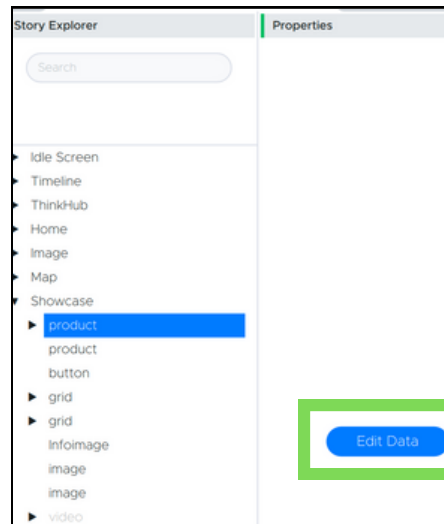 Story Explorer
Properties
Search
Idle Screen
Timeline
ThinkHub
Home
Image
Map
Showcase
product
product
button
grid
grid
Infoimage
image
image
video
Edit Data